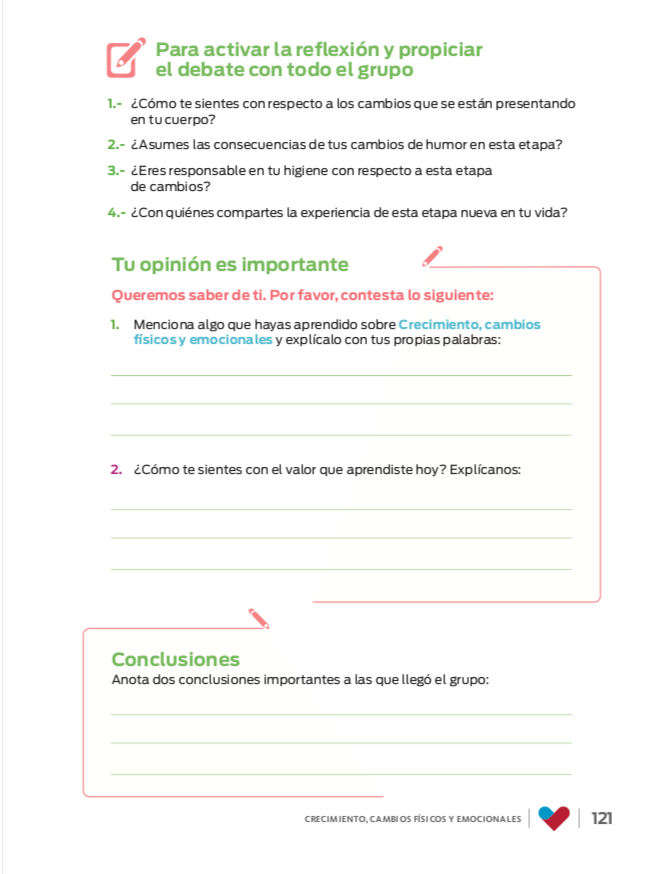 Para activar la reflexión y propiciar
el debate con todo el grupo
1.- ¿Cómo te sientes con respecto a los cambios que se están presentando
en tu cuerpo?
2.- ¿Asumes las consecuencias de tus cambios de humor en esta etapa?
3.- ¿Eres responsable en tu higiene con respecto a esta etapa
de cambios?
4.- ¿Con quiénes compartes la experiencia de esta etapa nueva en tu vida?
Tu opinión es importante
Queremos saber de ti. Por favor, contesta lo siguiente:
1. Menciona algo que hayas aprendido sobre Crecimiento, cambios
físicos y emocionales y explícalo con tus propias palabras:
2. ¿Cómo te sientes con el valor que aprendiste hoy? Explícanos:
Conclusiones
Anota dos conclusiones importantes a las que llegó el grupo:
CRECIMIENTO, CAMBIOS FÍSICOS Y EMOCIONALES
121